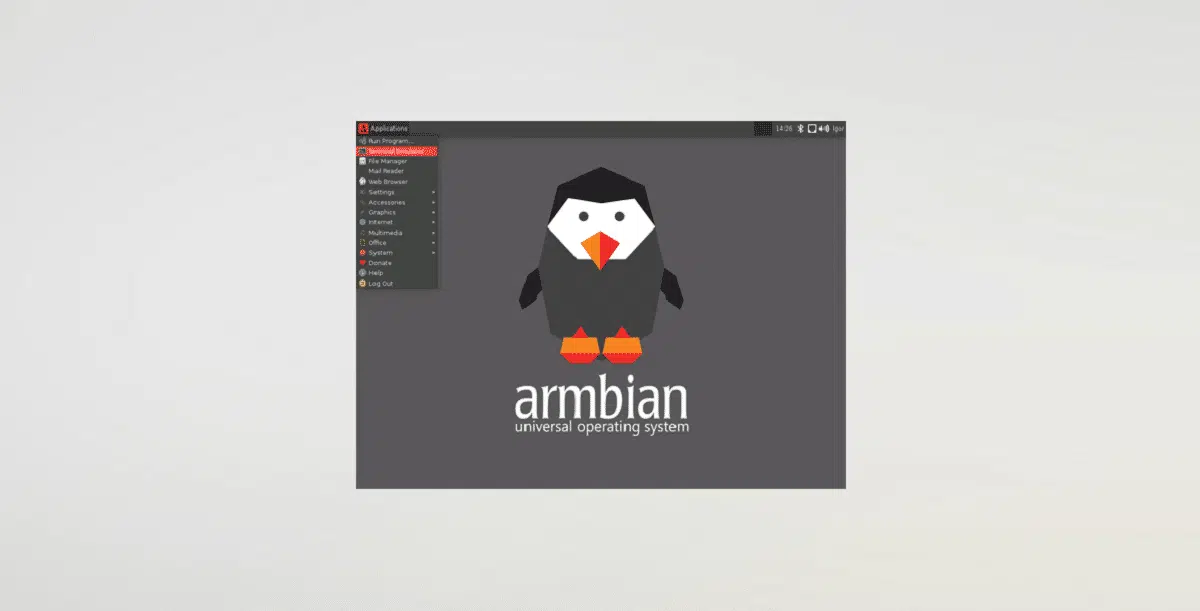 Applications
14:26
Igor
Run Program...
Terminal Emulator
File Manager
Mail Reader
Web Browser
Settings
Accessories
Graphics
Internet
Multimedia
Office
System
Donate
Help
Log Out
armbian
universal operating system